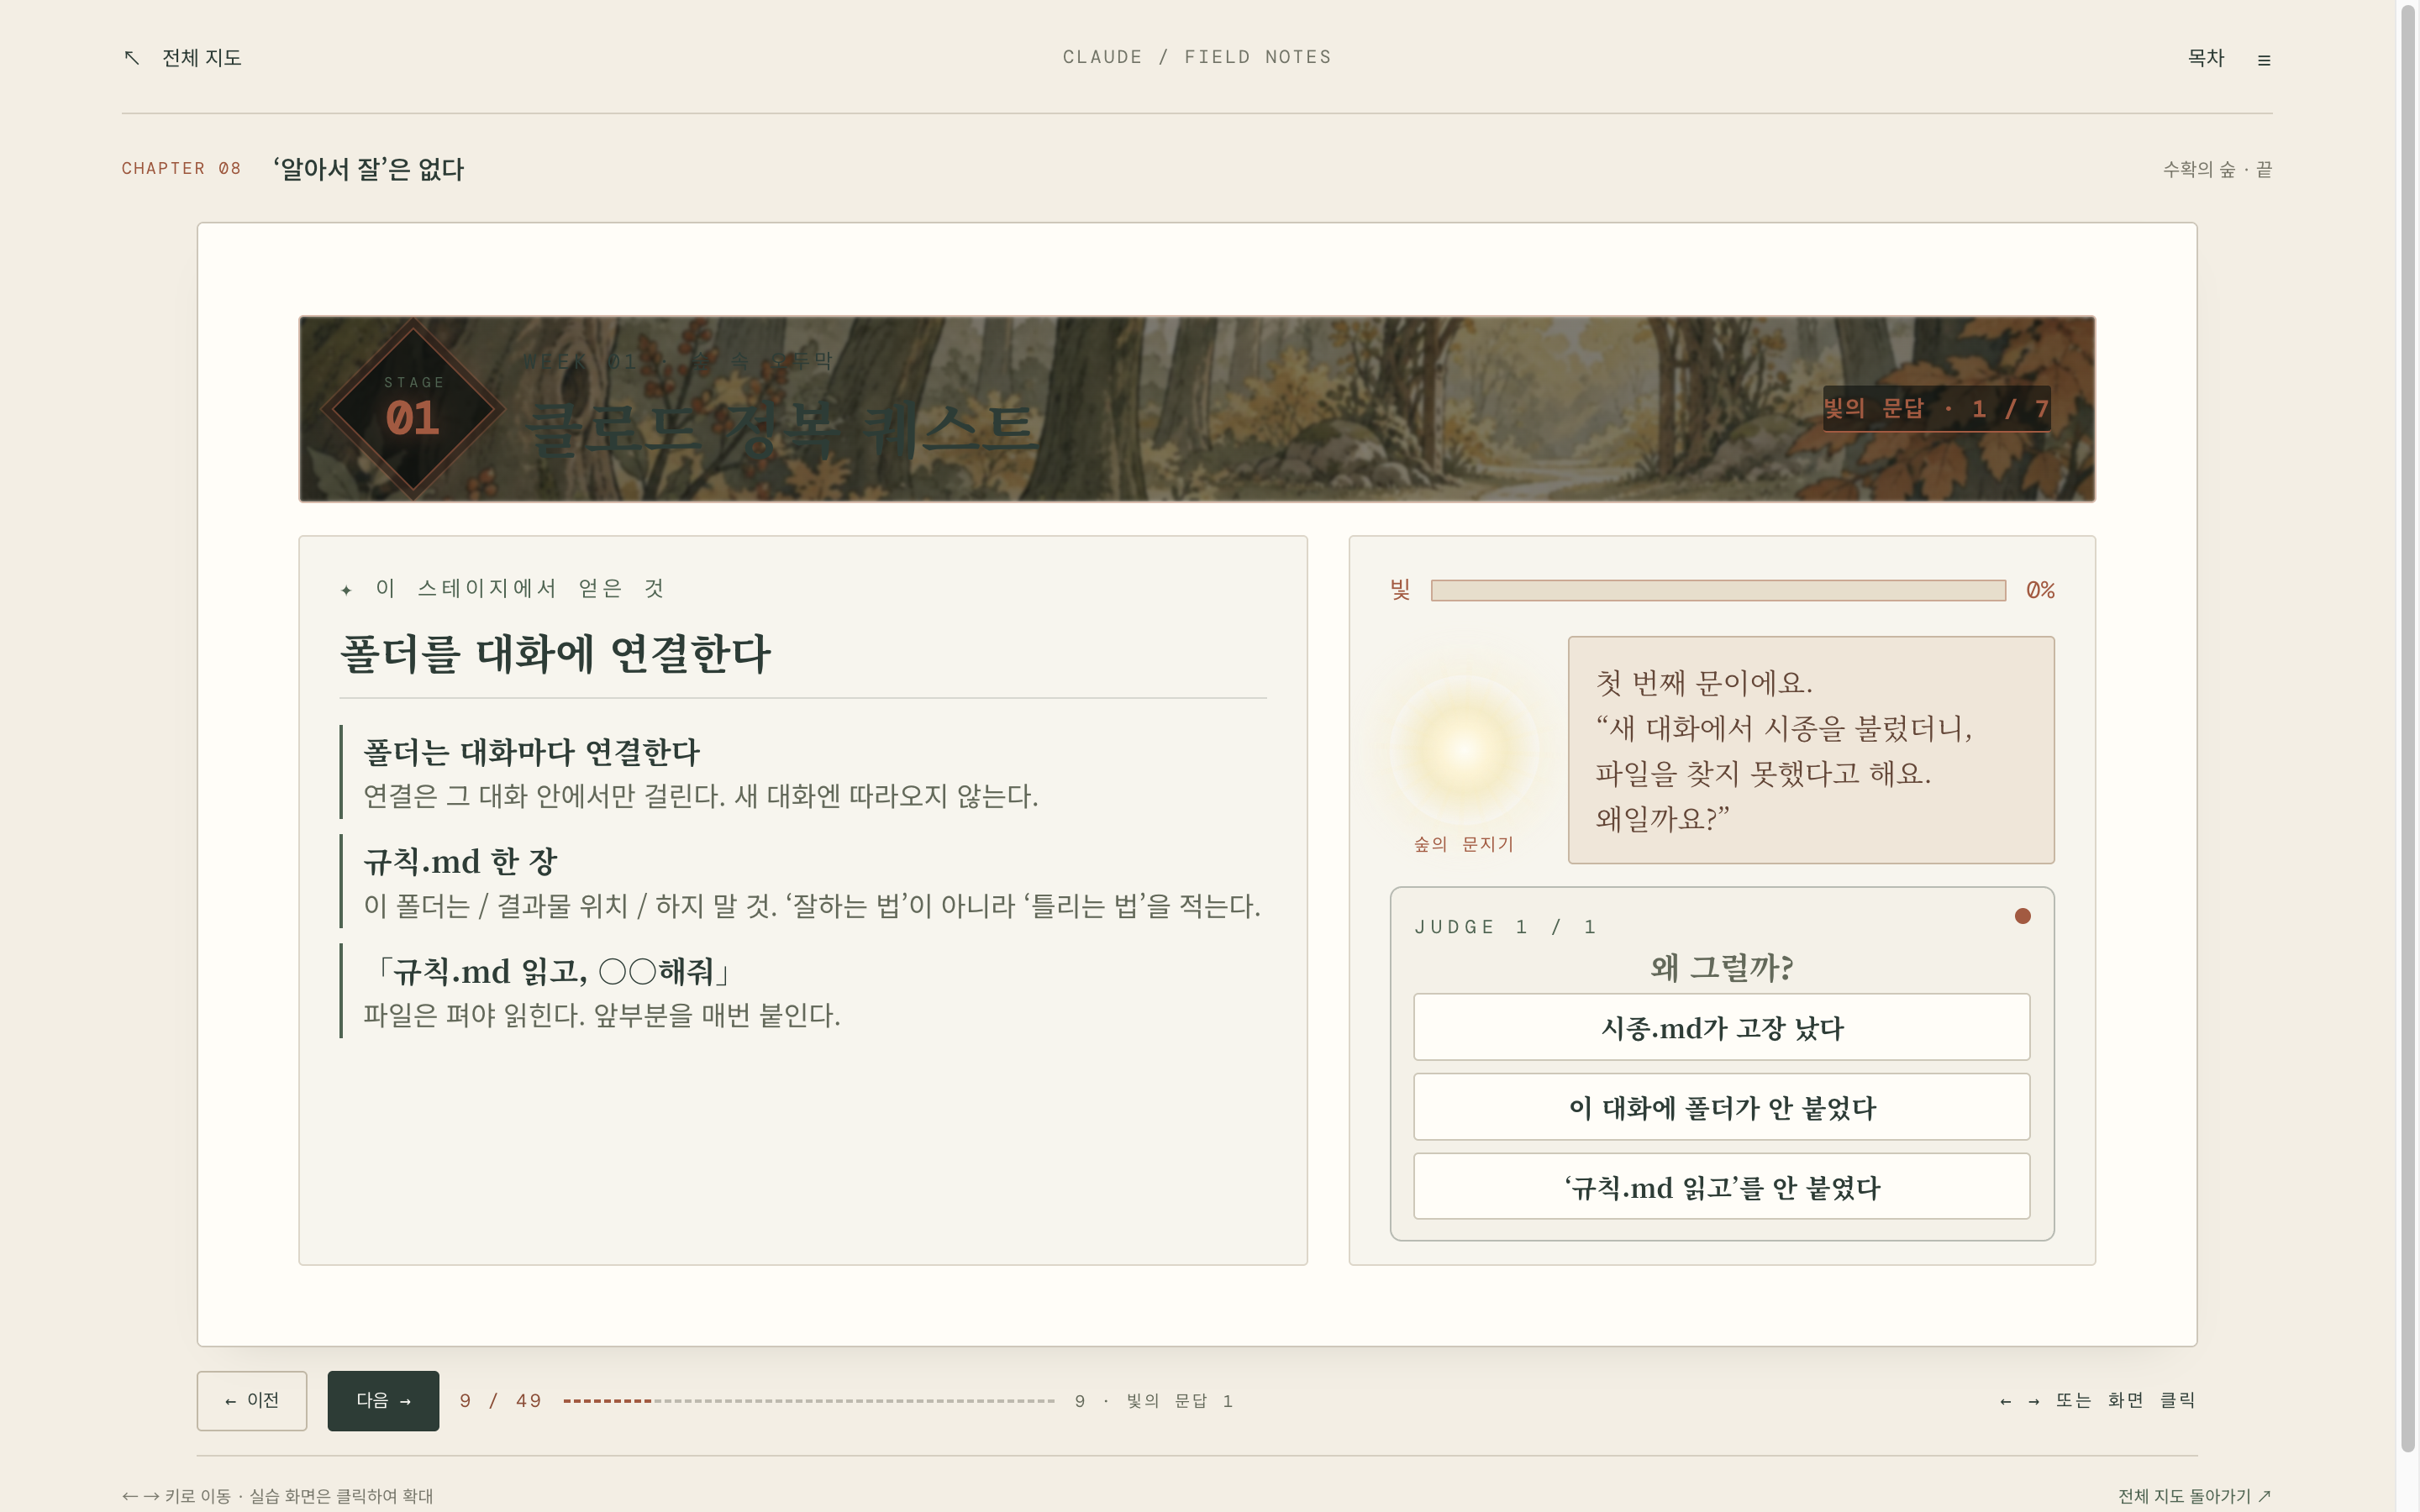 ↖ 전체 지도
CLAUDE / FIELD NOTES
목차 ≡
CHAPTER 08 ‘알아서 잘’은 없다
수확의 숲 · 끝
STAGE
01
WEEK 01 · 숲 속 오두막
클로드 정복 퀘스트
빛의 문답 · 1 / 7
✦ 이 스테이지에서 얻은 것
폴더를 대화에 연결한다
폴더는 대화마다 연결한다
연결은 그 대화 안에서만 걸린다. 새 대화엔 따라오지 않는다.
규칙.md 한 장
이 폴더는 / 결과물 위치 / 하지 말 것. ‘잘하는 법’이 아니라 ‘틀리는 법’을 적는다.
「규칙.md 읽고, ○○해줘」
파일은 펴야 읽힌다. 앞부분을 매번 붙인다.
빛 0%
첫 번째 문이에요.
“새 대화에서 시종을 불렀더니,
파일을 찾지 못했다고 해요.
왜일까요?”
숲의 문지기
JUDGE 1 / 1
왜 그럴까?
시종.md가 고장 났다
이 대화에 폴더가 안 붙었다
‘규칙.md 읽고’를 안 붙였다
← 이전
다음 →
9 / 49
9 · 빛의 문답 1
← → 또는 화면 클릭
←→ 키로 이동 · 실습 화면은 클릭하여 확대
전체 지도 돌아가기 ↗